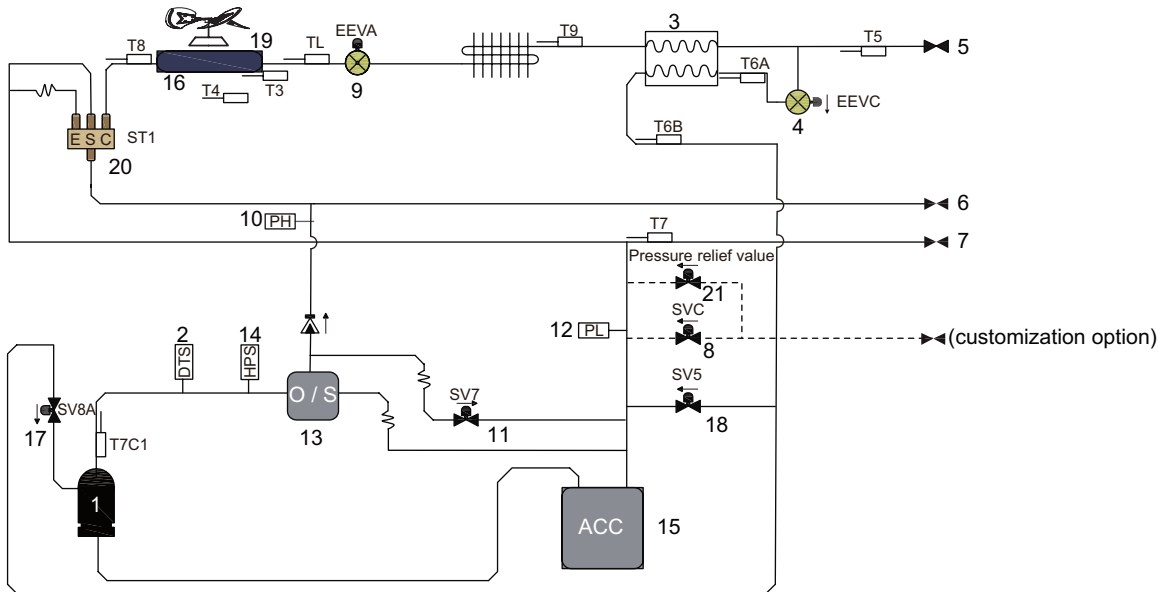 3
T9
T5
5
EEVA
TL
T8
19
16
T3
9
T4
T6A
EEVC
4
T6B
E S C
ST1
20
6
10
PH
7
T7
Pressure relief value
21
12
PL
SVC
8
(customization option)
2
14
DTS
HPS
SV8A
17
O / S
13
SV7
11
SV5
18
T7C1
1
ACC
15